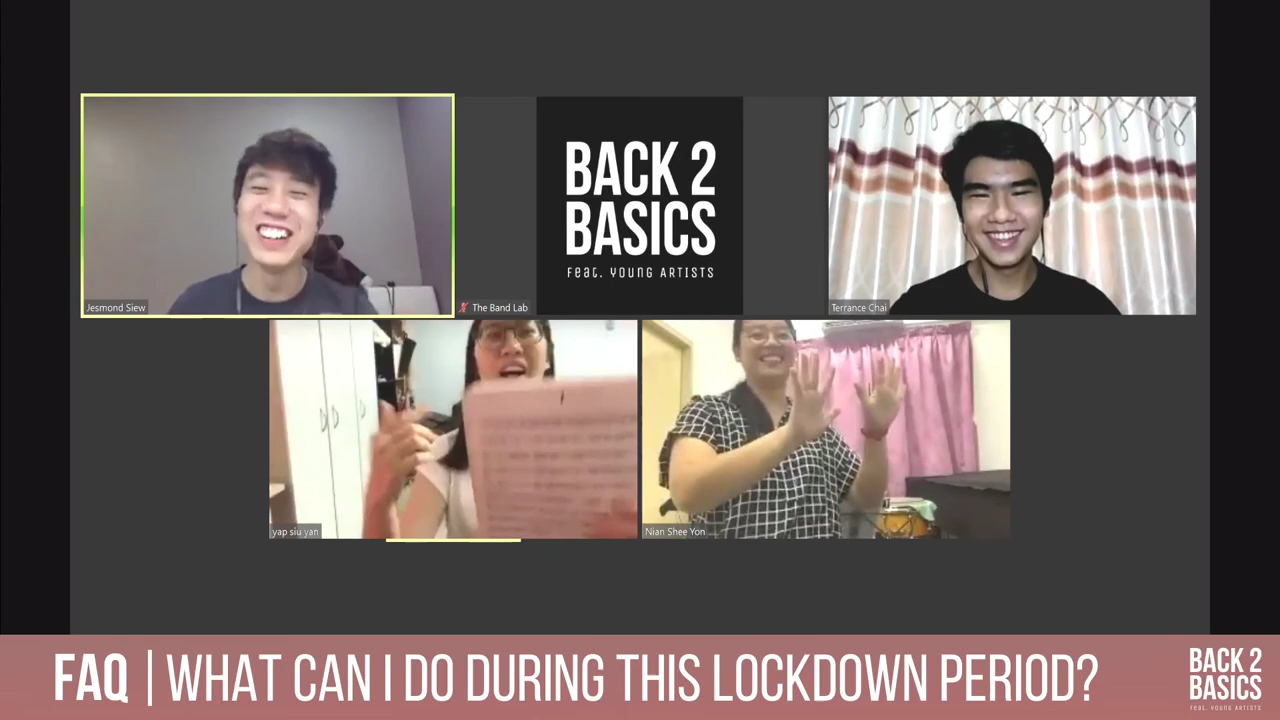 BACK 2
BASICS
feat. YOUNG ARTISTS
Jesmond Siew
The Band Lab
Terrance Chai
yap siu yan
Nian Shee Yon
FAQ | WHAT CAN I DO DURING THIS LOCKDOWN PERIOD?
BACK 2
BASICS
feat. YOUNG ARTISTS